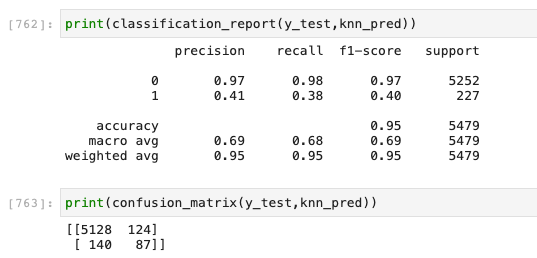 [762]: print(classification_report(y_test,knn_pred))
precision recall f1-score support
0 0.97 0.98 0.97 5252
1 0.41 0.38 0.40 227
accuracy 0.95 5479
macro avg 0.69 0.68 0.69 5479
weighted avg 0.95 0.95 0.95 5479
[763]: print(confusion_matrix(y_test,knn_pred))
[[5128 124]
[ 140 87]]